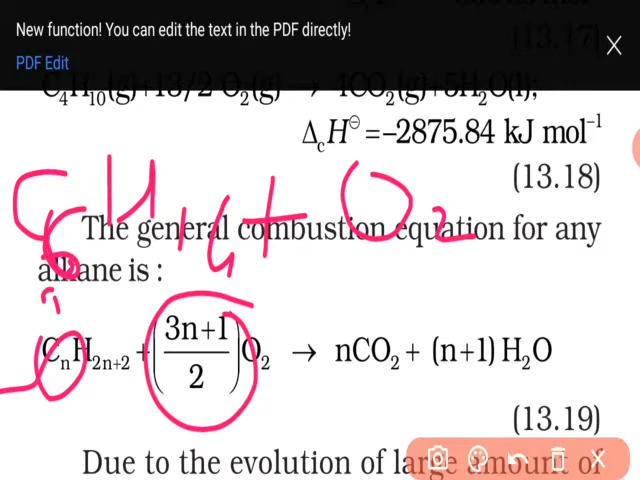 New function! You can edit the text in the PDF directly!
PDF Edit
(13.17)
C₄H₁₀(g)+13/2 O₂(g) → 4CO₂(g)+5H₂O(l);
Δ꜀H⊖ =–2875.84 kJ mol⁻¹
(13.18)
C₆H₁₄+O₂
The general combustion equation for any
alkane is :
CₙH₂ₙ₊₂ + (3n+1/2) O₂ → nCO₂ + (n+1) H₂O
(13.19)
Due to the evolution of large amount of